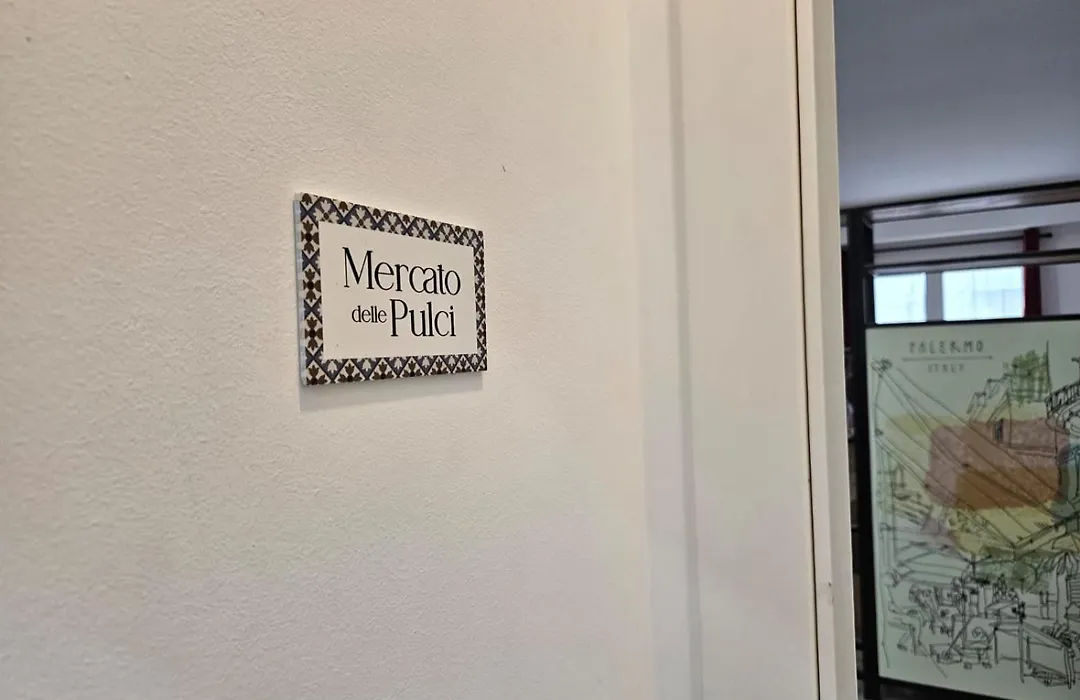 Mercato
delle Pulci
PALERMO
ITALY